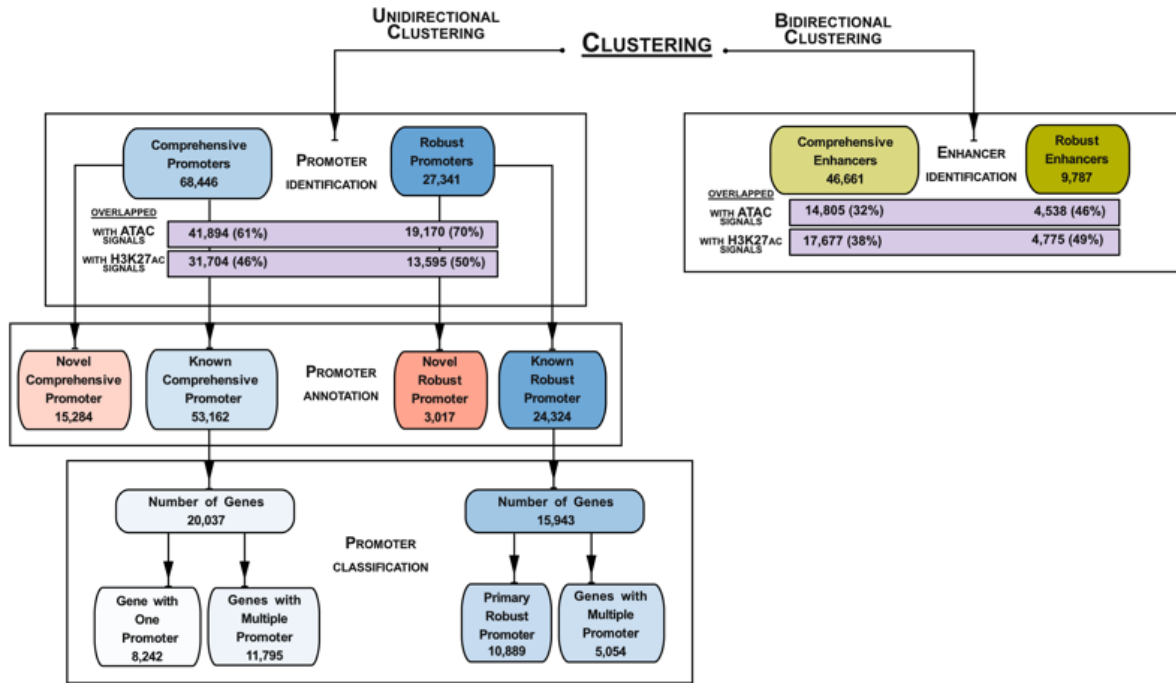 UNIDIRECTIONAL
CLUSTERING
CLUSTERING
BIDIRECTIONAL
CLUSTERING
Comprehensive
Promoters
68,446
PROMOTER
IDENTIFICATION
Robust
Promoters
27,341
OVERLAPPED
WITH ATAC
SIGNALS
41,894 (61%)
19,170 (70%)
WITH H3K27AC
SIGNALS
31,704 (46%)
13,595 (50%)
Comprehensive
Enhancers
46,661
ENHANCER
IDENTIFICATION
Robust
Enhancers
9,787
OVERLAPPED
WITH ATAC
SIGNALS
14,805 (32%)
4,538 (46%)
WITH H3K27AC
SIGNALS
17,677 (38%)
4,775 (49%)
Novel
Comprehensive
Promoter
15,284
Known
Comprehensive
Promoter
53,162
PROMOTER
ANNOTATION
Novel
Robust
Promoter
3,017
Known
Robust
Promoter
24,324
Number of Genes
20,037
Number of Genes
15,943
PROMOTER
CLASSIFICATION
Gene with
One
Promoter
8,242
Genes with
Multiple
Promoter
11,795
Primary
Robust
Promoter
10,889
Genes with
Multiple
Promoter
5,054